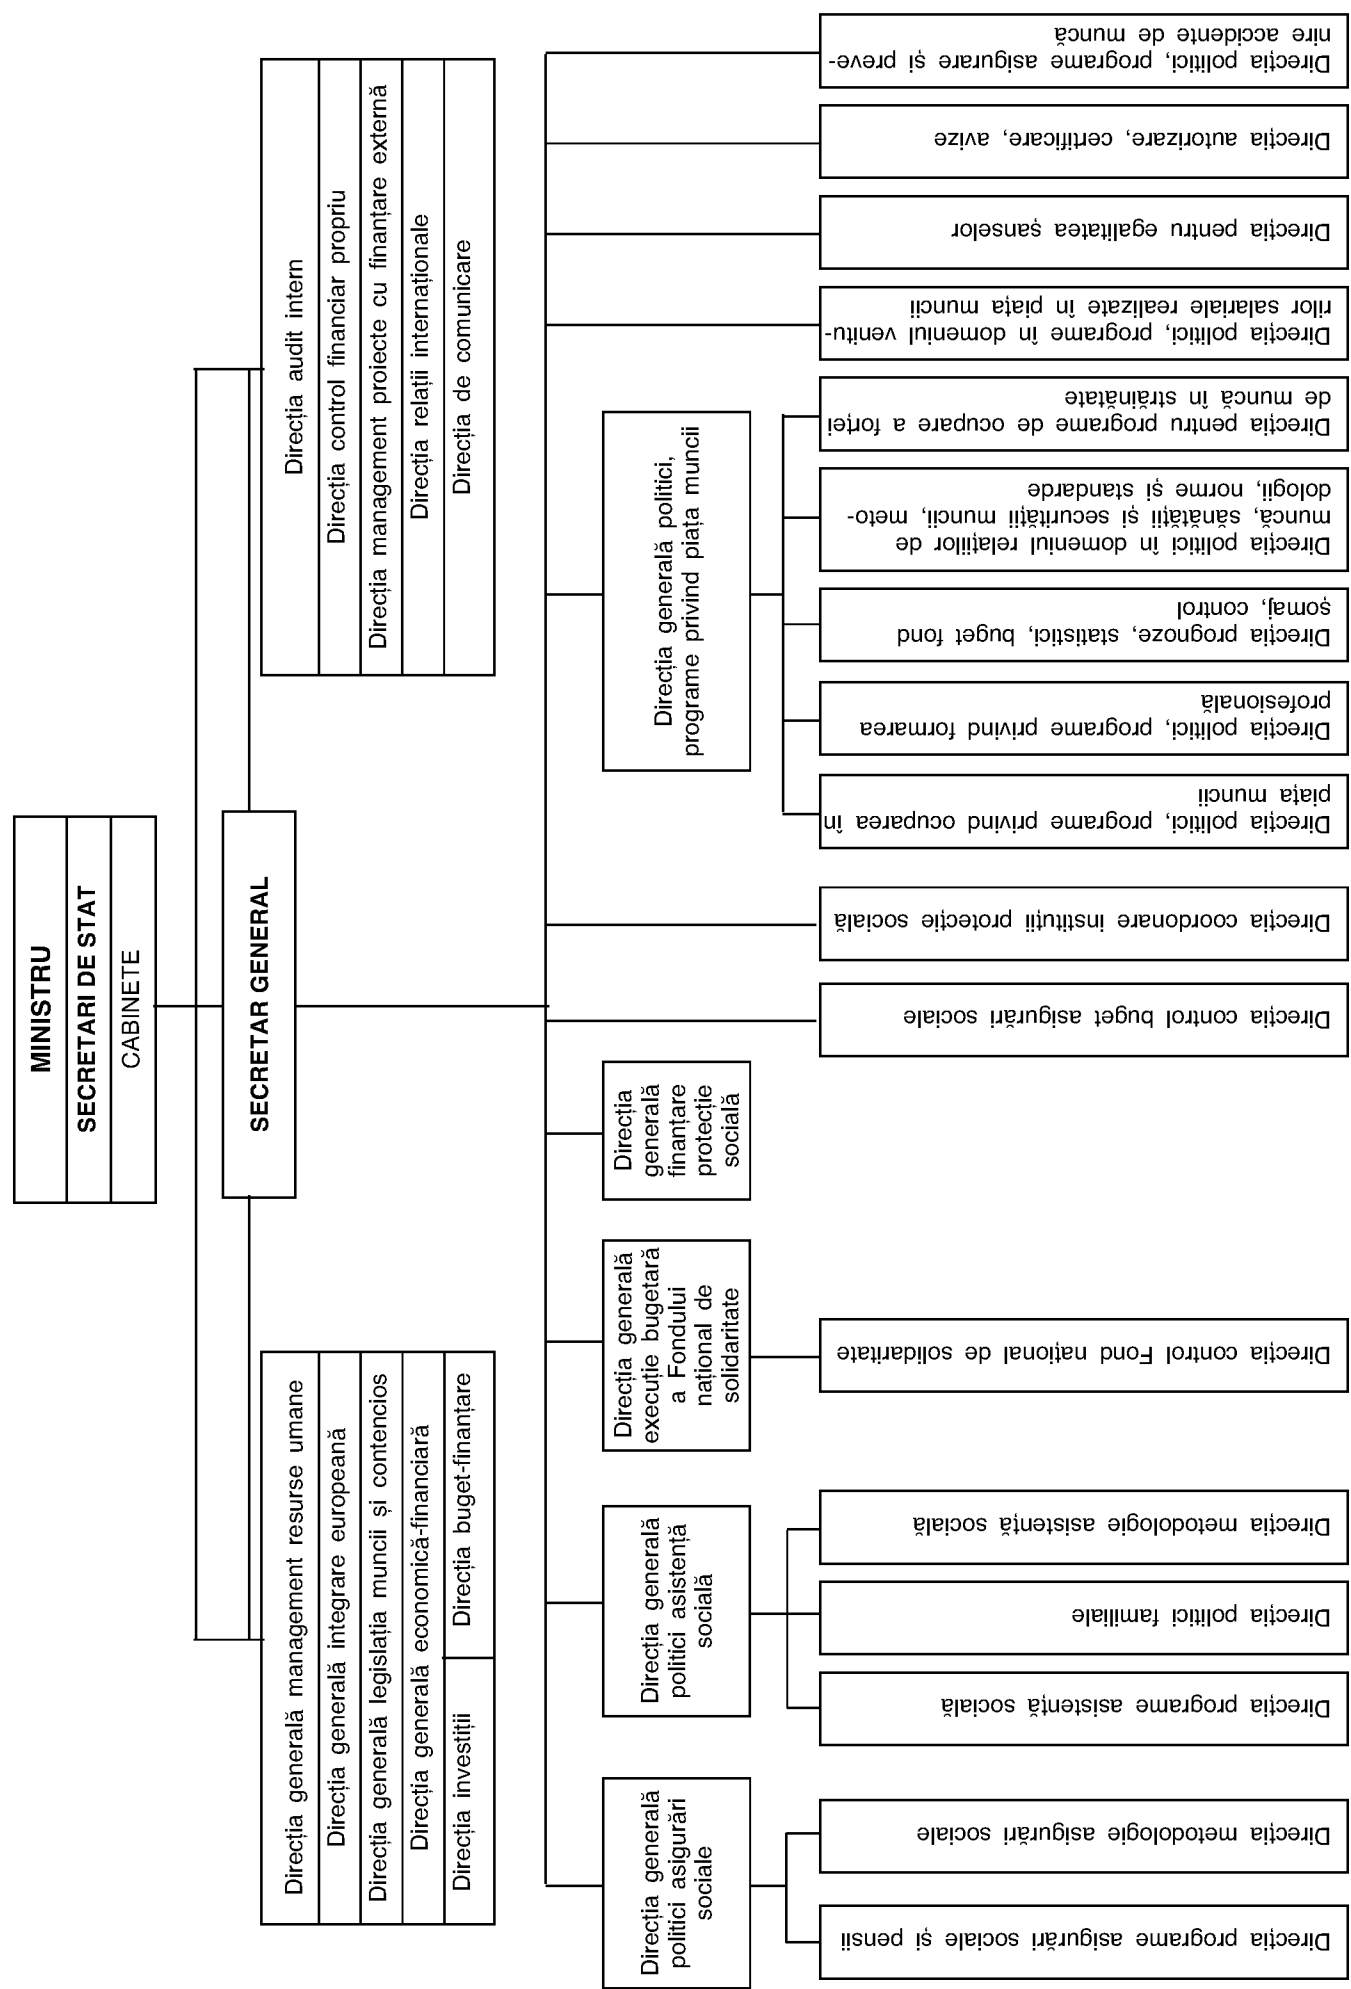 MINISTRU
SECRETARI DE STAT
CABINETE
SECRETAR GENERAL
Direcția generală management resurse umane
Direcția generală integrare europeană
Direcția generală legislația muncii și contencios
Direcția generală economică-financiară
Direcția investiții
Direcția buget-finanțare
Direcția audit intern
Direcția control financiar propriu
Direcția management proiecte cu finanțare externă
Direcția relații internaționale
Direcția de comunicare
Direcția generală
politici asigurări
sociale
Direcția generală
politici asistență
socială
Direcția generală
execuție bugetară
a Fondului
național de
solidaritate
Direcția
generală
finanțare
protecție
socială
Direcția generală politici,
programe privind piața muncii
Direcția programe asigurări sociale și pensii
Direcția metodologie asigurări sociale
Direcția programe asistență socială
Direcția politici familiale
Direcția metodologie asistență socială
Direcția control Fond național de solidaritate
Direcția control buget asigurări sociale
Direcția coordonare instituții protecție socială
Direcția politici, programe privind ocuparea în
piața muncii
Direcția politici, programe privind formarea
profesională
Direcția prognoze, statistici, buget fond
șomaj, control
Direcția politici în domeniul relațiilor de
muncă, sănătății și securității muncii, meto-
dologii, norme și standarde
Direcția pentru programe de ocupare a forței
de muncă în străinătate
Direcția politici, programe în domeniul venitu-
rilor salariale realizate în piața muncii
Direcția pentru egalitatea șanselor
Direcția autorizare, certificare, avize
Direcția politici, programe asigurare și preve-
nire accidente de muncă